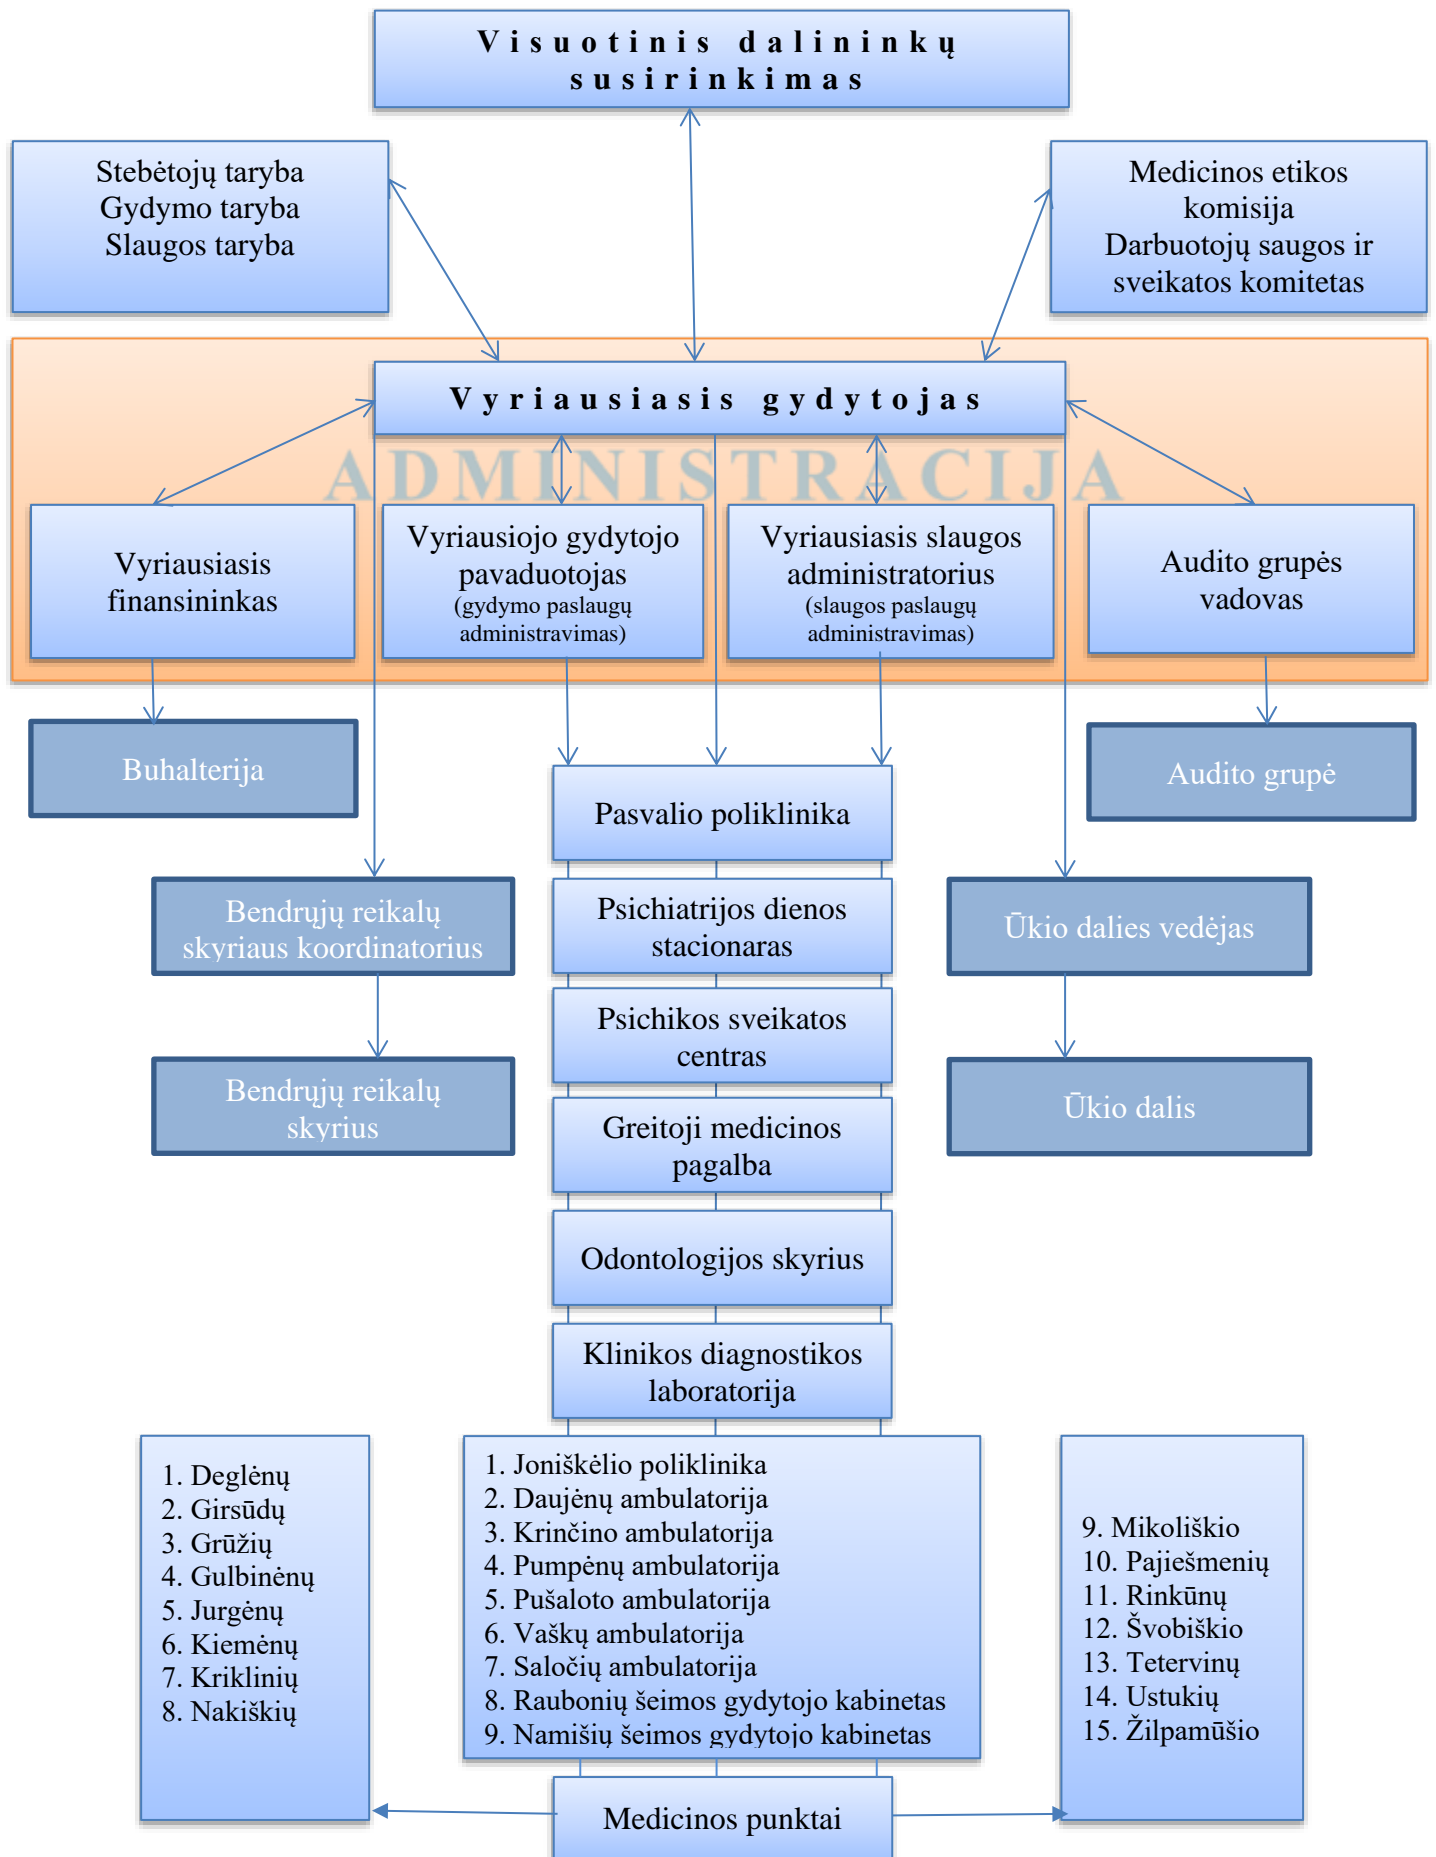 Visuotinis dalininkų
susirinkimas
Stebėtojų taryba
Gydymo taryba
Slaugos taryba
Medicinos etikos
komisija
Darbuotojų saugos ir
sveikatos komitetas
Vyriausiasis gydytojas
ADMINISTRACIJA
Vyriausiasis
finansininkas
Vyriausiojo gydytojo
pavaduotojas
(gydymo paslaugų
administravimas)
Vyriausiasis slaugos
administratorius
(slaugos paslaugų
administravimas)
Audito grupės
vadovas
Buhalterija
Audito grupė
Pasvalio poliklinika
Bendrųjų reikalų
skyriaus koordinatorius
Psichiatrijos dienos
stacionaras
Ūkio dalies vedėjas
Psichikos sveikatos
centras
Bendrųjų reikalų
skyrius
Greitoji medicinos
pagalba
Ūkio dalis
Odontologijos skyrius
Klinikos diagnostikos
laboratorija
1. Deglėnų
2. Girsūdų
3. Grūžių
4. Gulbinėnų
5. Jurgėnų
6. Kiemėnų
7. Kriklinių
8. Nakiškių
1. Joniškėlio poliklinika
2. Daujėnų ambulatorija
3. Krinčino ambulatorija
4. Pumpėnų ambulatorija
5. Pušaloto ambulatorija
6. Vaškų ambulatorija
7. Saločių ambulatorija
8. Raubonių šeimos gydytojo kabinetas
9. Namišių šeimos gydytojo kabinetas
9. Mikoliškio
10. Pajiešmenių
11. Rinkūnų
12. Švobiškio
13. Tetervinų
14. Ustukių
15. Žilpamūšio
Medicinos punktai